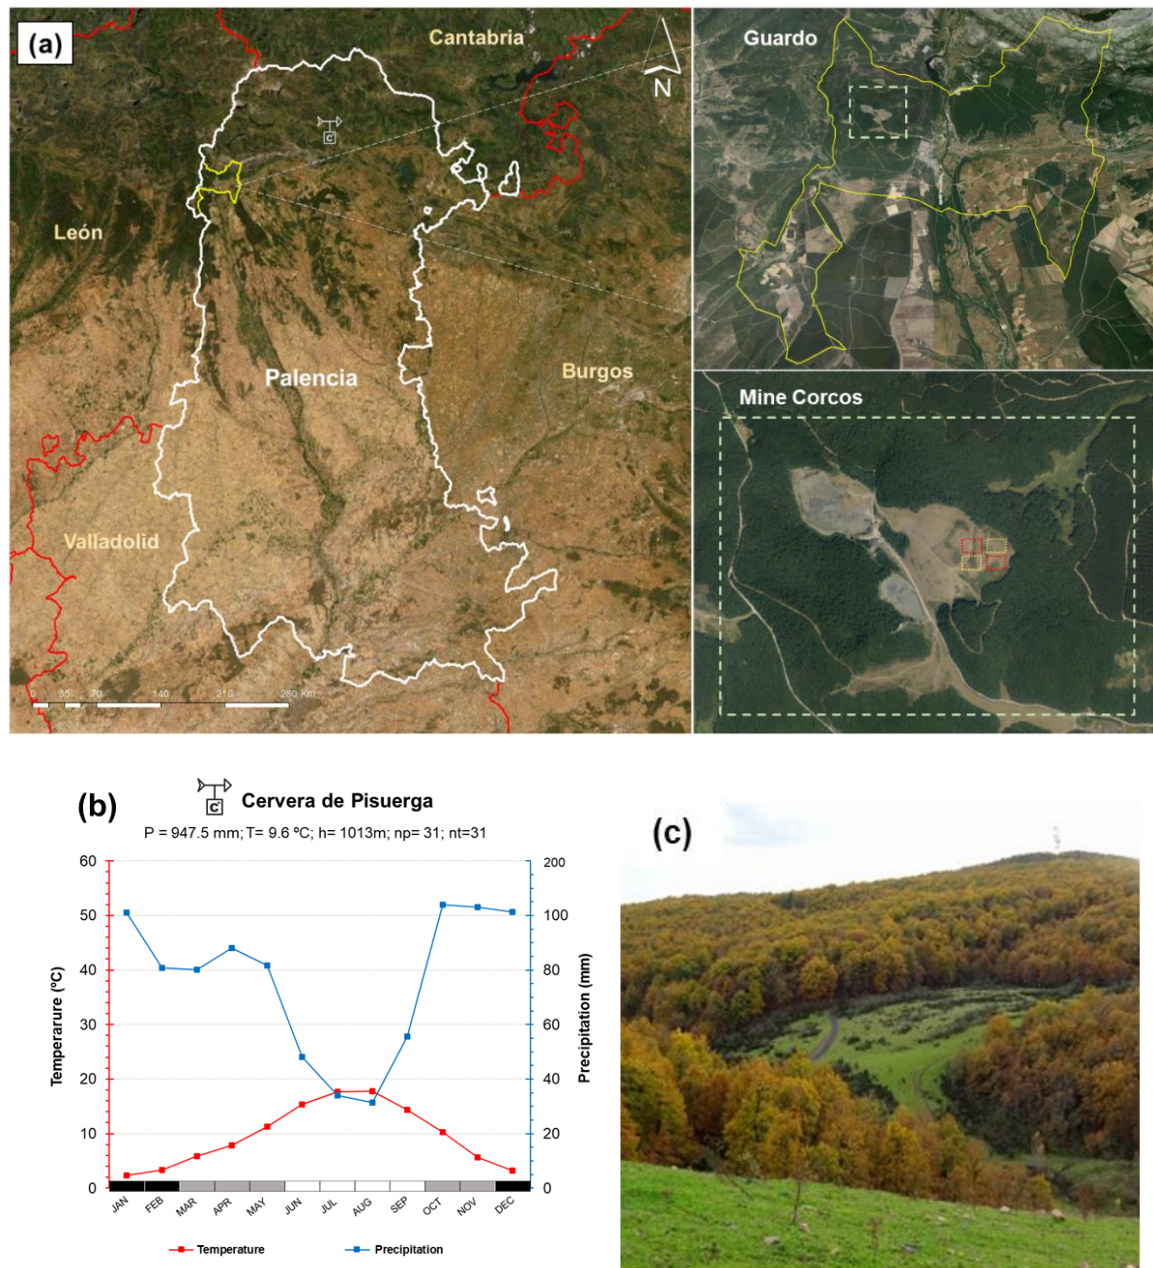 (a)
Cantabria
N
León
Palencia
Burgos
Valladolid
0 35 70 140 210 280 Km
Guardo
Mine Corcos
(b)
C
Cervera de Pisuerga
P = 947.5 mm; T= 9.6 ºC; h= 1013m; np= 31; nt=31
60 200
50 100
40 80
30 60
20 40
10 20
0 0
Temperarure (ºC)
Precipitation (mm)
JAN FEB MAR APR MAY JUN JUL AUG SEP OCT NOV DEC
Temperature Precipitation
(c)